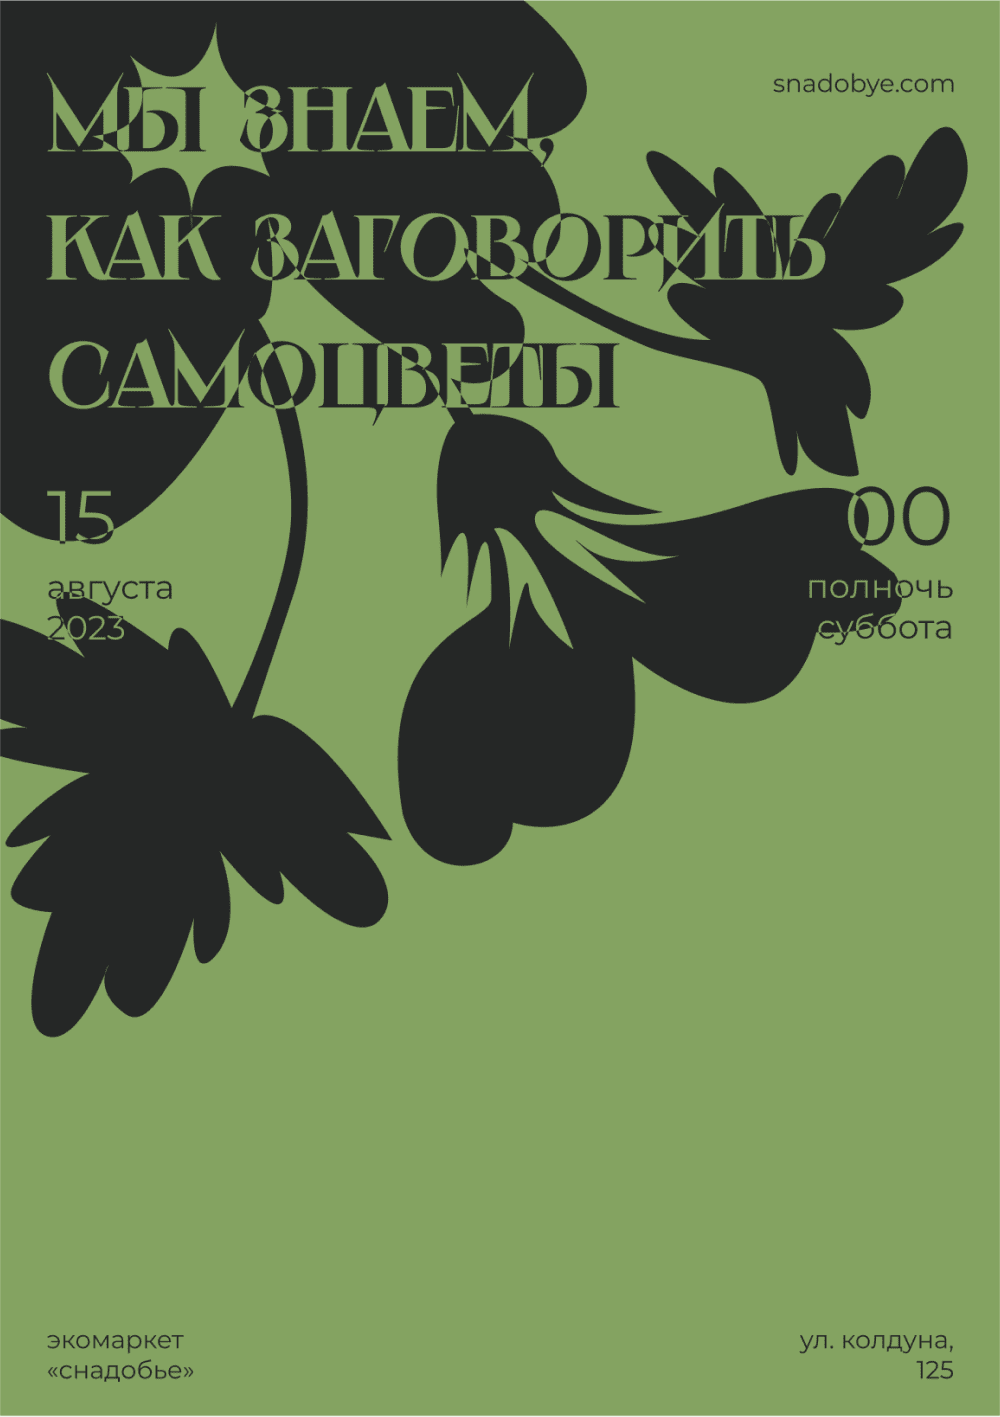 snadobye.com
МЫ ЗНАЕМ,
КАК ЗАГОВОРИТЬ
САМОЦВЕТЫ
15
августа
2023
00
полночь
суббота
экомаркет
«снадобье»
ул. колдуна,
125